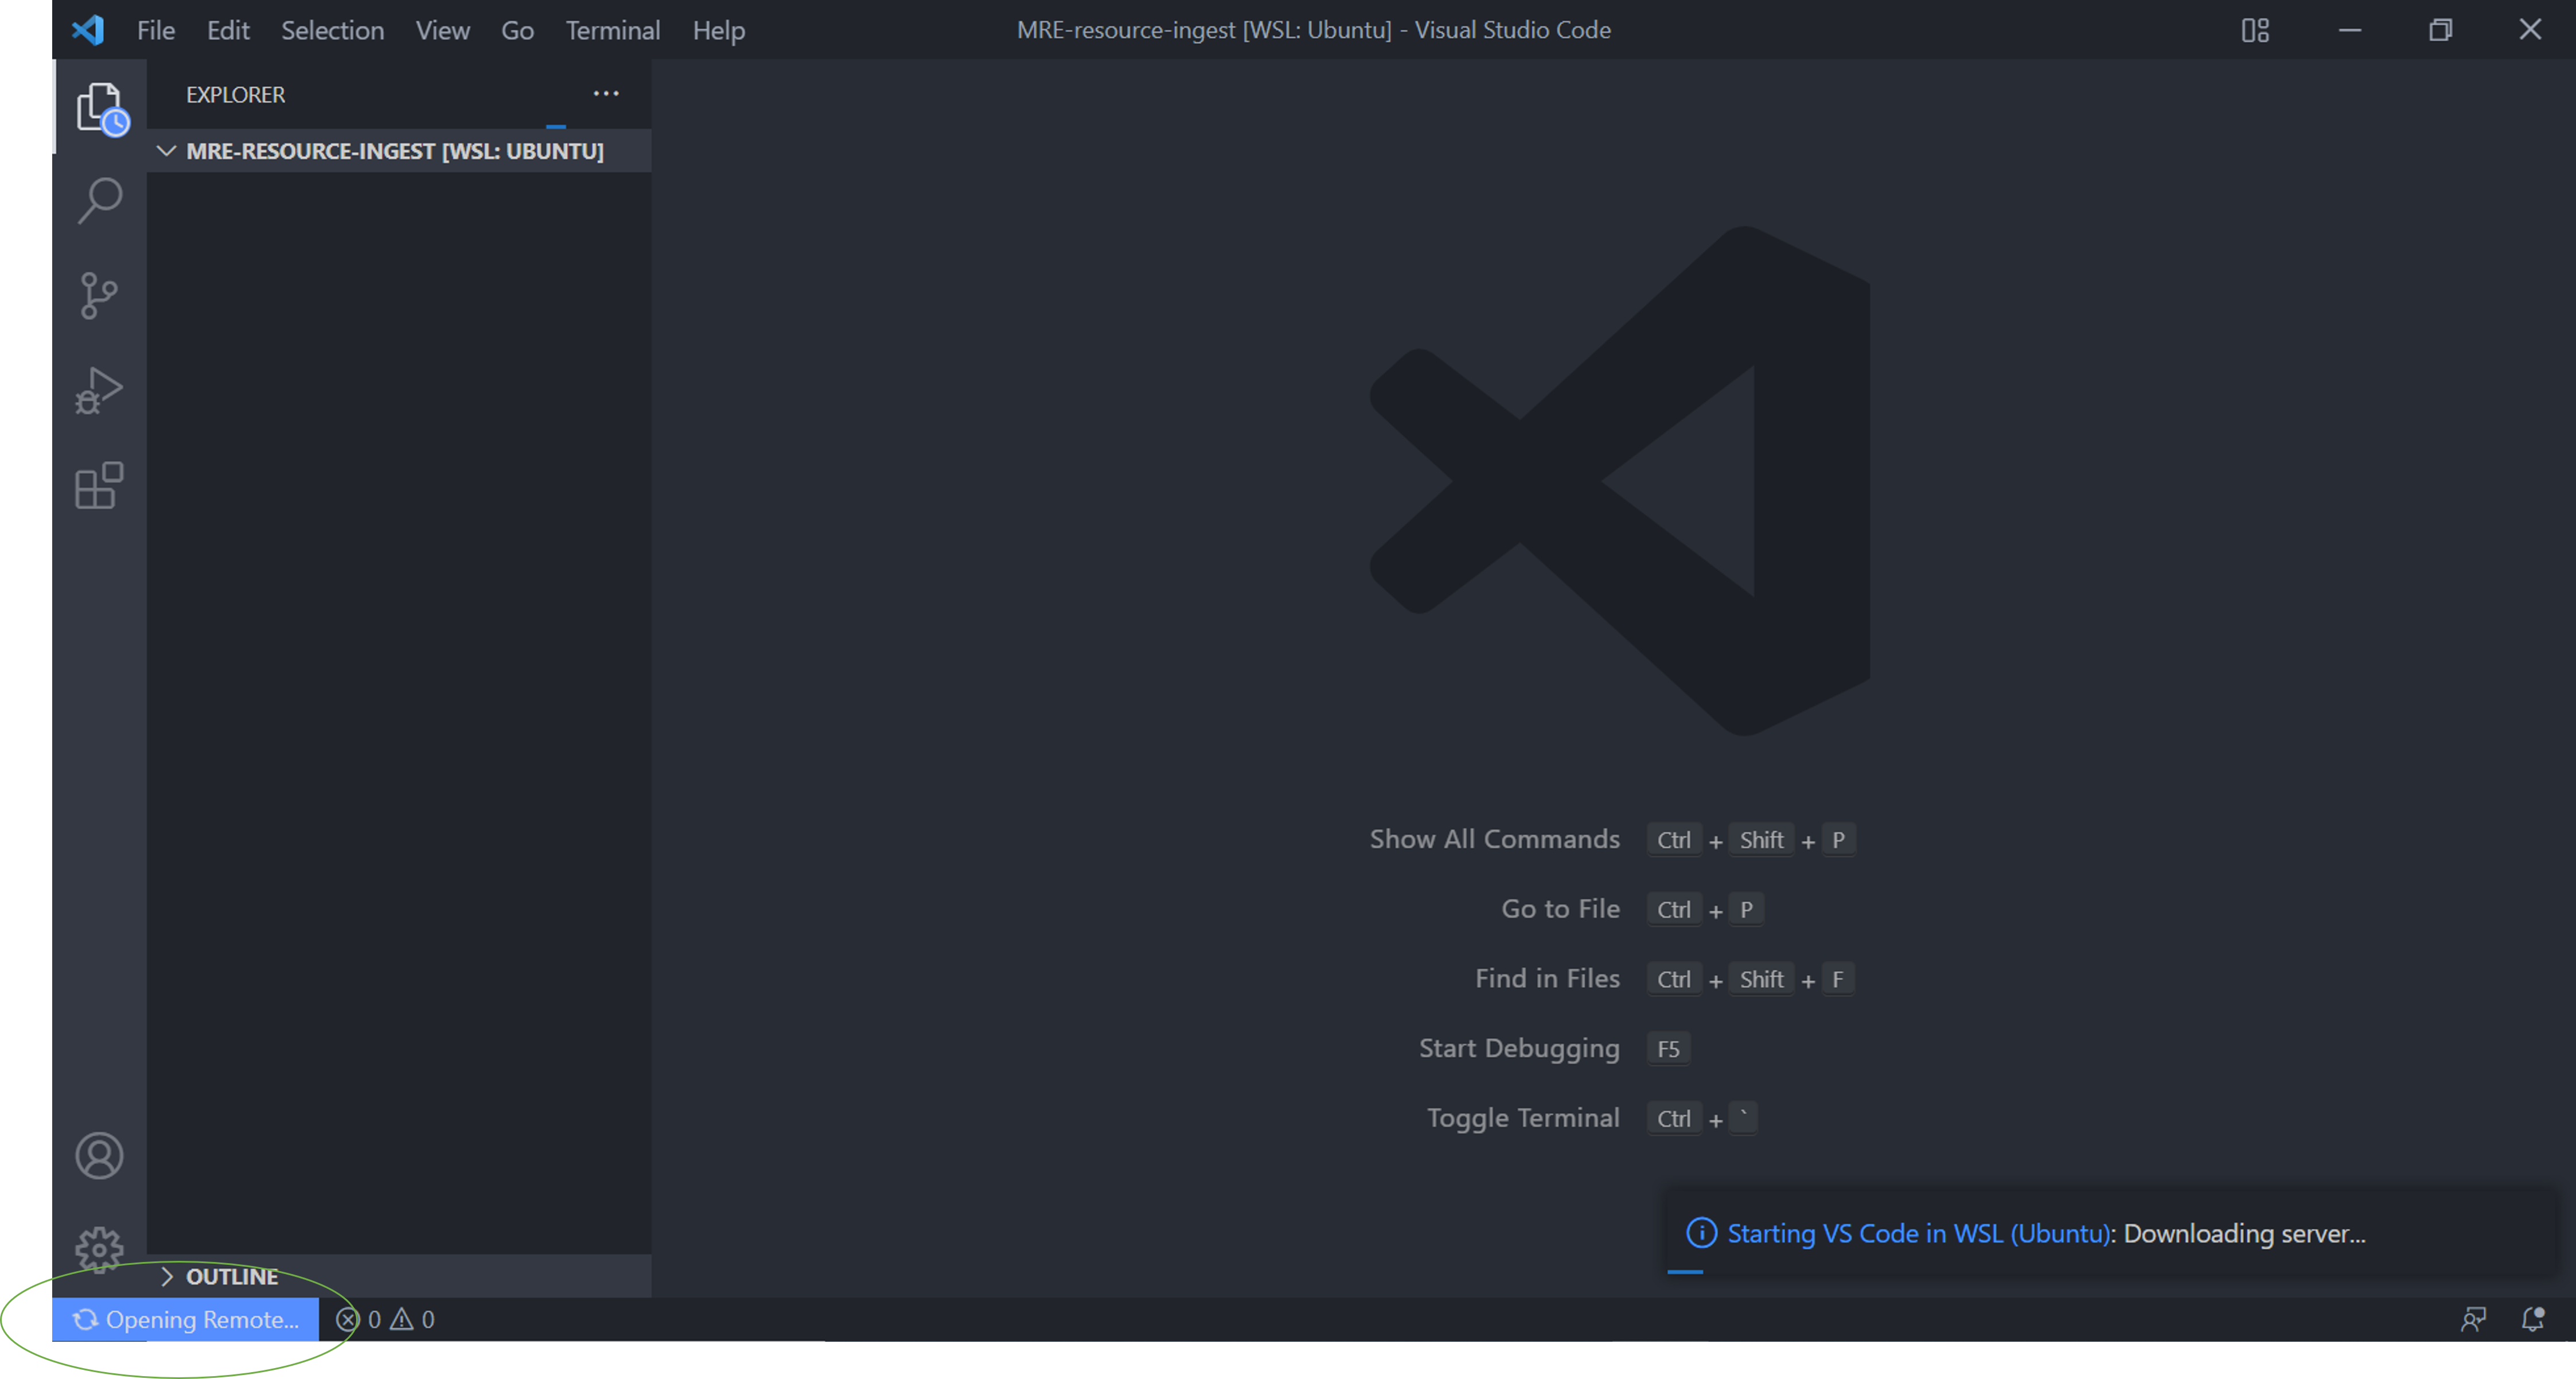 File Edit Selection View Go Terminal Help MRE-resource-ingest [WSL: Ubuntu] - Visual Studio Code
EXPLORER
MRE-RESOURCE-INGEST [WSL: UBUNTU]
Show All Commands Ctrl + Shift + P
Go to File Ctrl + P
Find in Files Ctrl + Shift + F
Start Debugging F5
Toggle Terminal Ctrl + `
Starting VS Code in WSL (Ubuntu): Downloading server...
OUTLINE
Opening Remote... 0 0